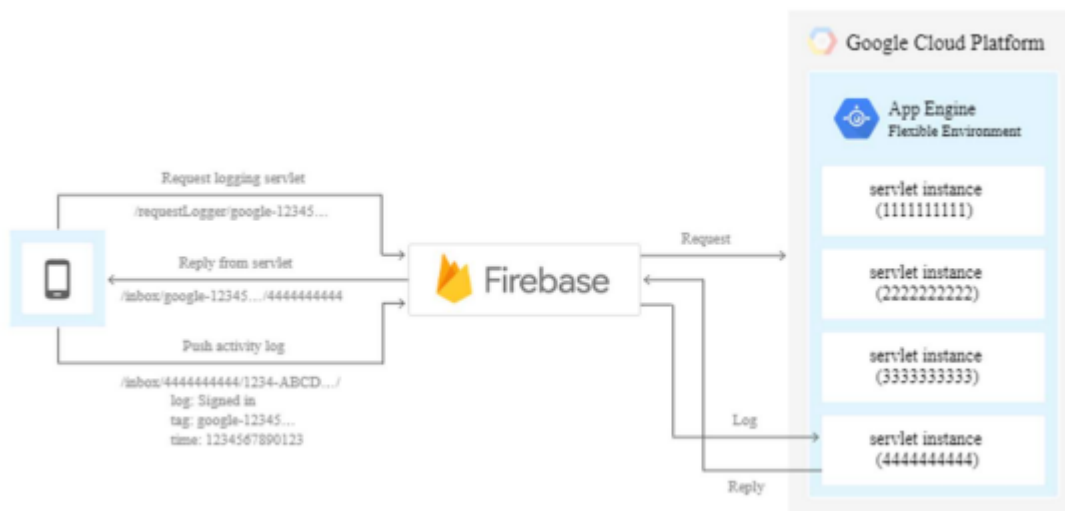 Google Cloud Platform
App Engine
Flexible Environment
Request logging servlet
/requestLogger/google-12345...
Reply from servlet
/inbox/google-12345.../4444444444
Push activity log
/inbox/4444444444/1234-ABCD.../
log: Signed in
tag: google-12345...
time: 1234567890123
Firebase
Request
Log
Reply
servlet instance
(1111111111)
servlet instance
(2222222222)
servlet instance
(3333333333)
servlet instance
(4444444444)